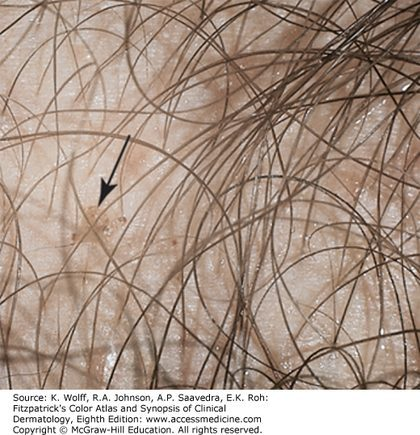 Source: K. Wolff, R.A. Johnson, A.P. Saavedra, E.K. Roh:
Fitzpatrick's Color Atlas and Synopsis of Clinical
Dermatology, Eighth Edition: www.accessmedicine.com
Copyright © McGraw-Hill Education. All rights reserved.